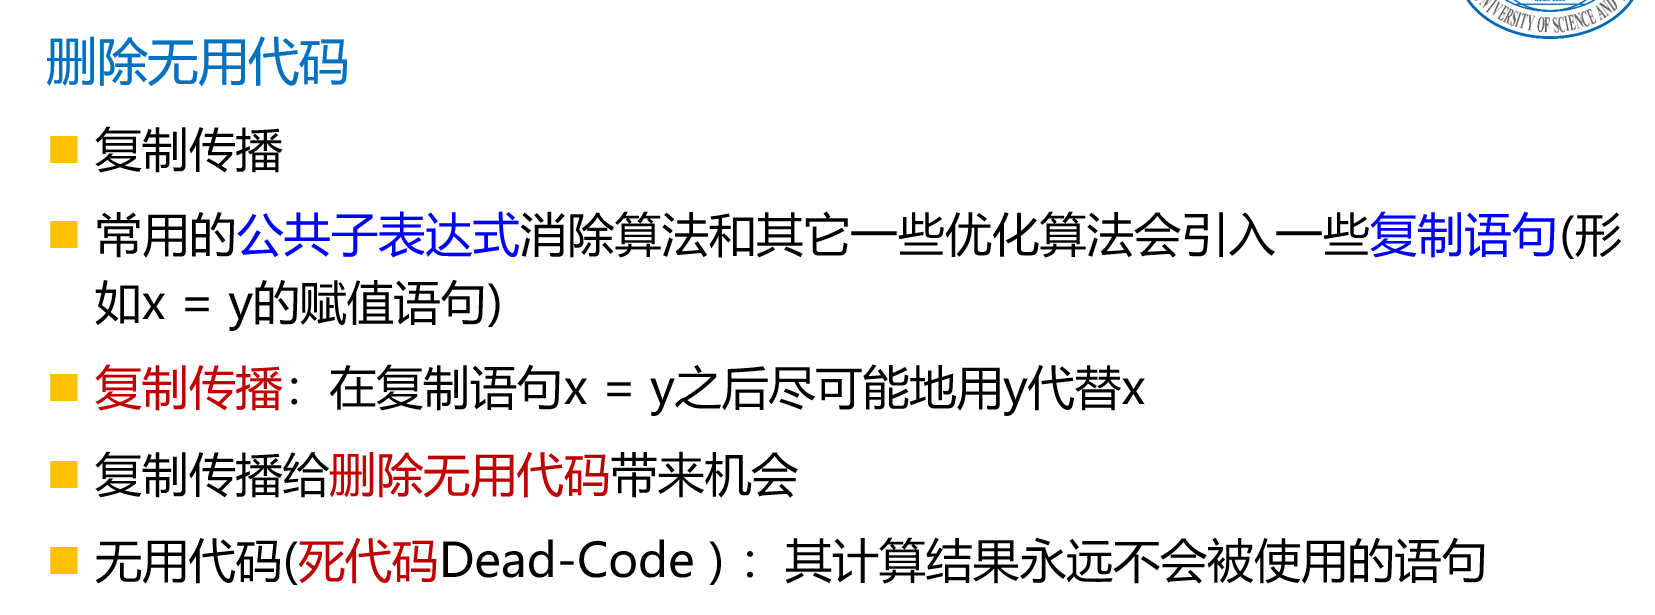 UNIVERSITY OF SCIENCE AND
删除无用代码
复制传播
常用的公共子表达式消除算法和其它一些优化算法会引入一些复制语句(形
如x = y的赋值语句)
复制传播：在复制语句x = y之后尽可能地用y代替x
复制传播给删除无用代码带来机会
无用代码(死代码Dead-Code）：其计算结果永远不会被使用的语句